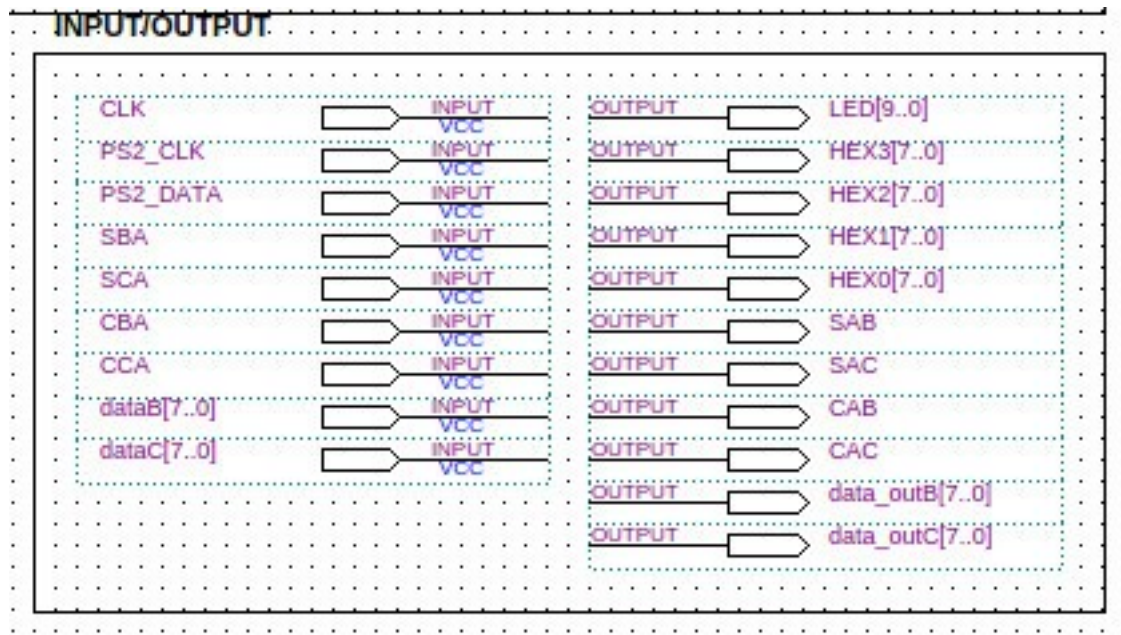 INPUT/OUTPUT
CLK INPUT VCC OUTPUT LED[9..0]
PS2_CLK INPUT VCC OUTPUT HEX3[7..0]
PS2_DATA INPUT VCC OUTPUT HEX2[7..0]
SBA INPUT VCC OUTPUT HEX1[7..0]
SCA INPUT VCC OUTPUT HEX0[7..0]
CBA INPUT VCC OUTPUT SAB
CCA INPUT VCC OUTPUT SAC
dataB[7..0] INPUT VCC OUTPUT CAB
dataC[7..0] INPUT VCC OUTPUT CAC
OUTPUT data_outB[7..0]
OUTPUT data_outC[7..0]